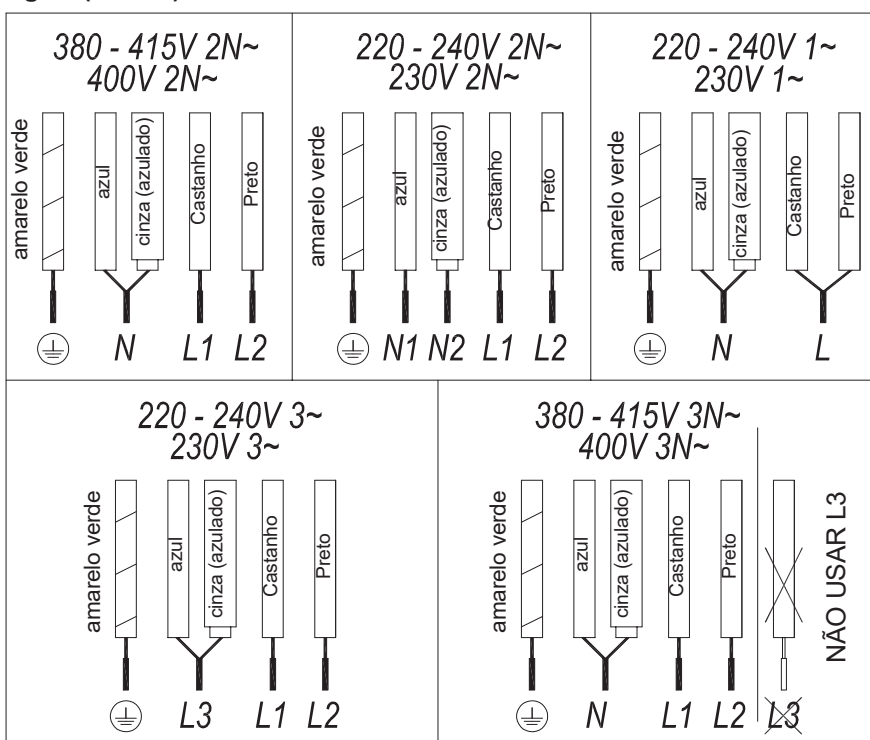 380 - 415V 2N~
400V 2N~
amarelo verde
azul
cinza (azulado)
Castanho
Preto
N L1 L2
220 - 240V 2N~
230V 2N~
amarelo verde
azul
cinza (azulado)
Castanho
Preto
N1 N2 L1 L2
220 - 240V 1~
230V 1~
amarelo verde
azul
cinza (azulado)
Castanho
Preto
N L
220 - 240V 3~
230V 3~
amarelo verde
azul
cinza (azulado)
Castanho
Preto
L3 L1 L2
380 - 415V 3N~
400V 3N~
amarelo verde
azul
cinza (azulado)
Castanho
Preto
NÃO USAR L3
N L1 L2 L3